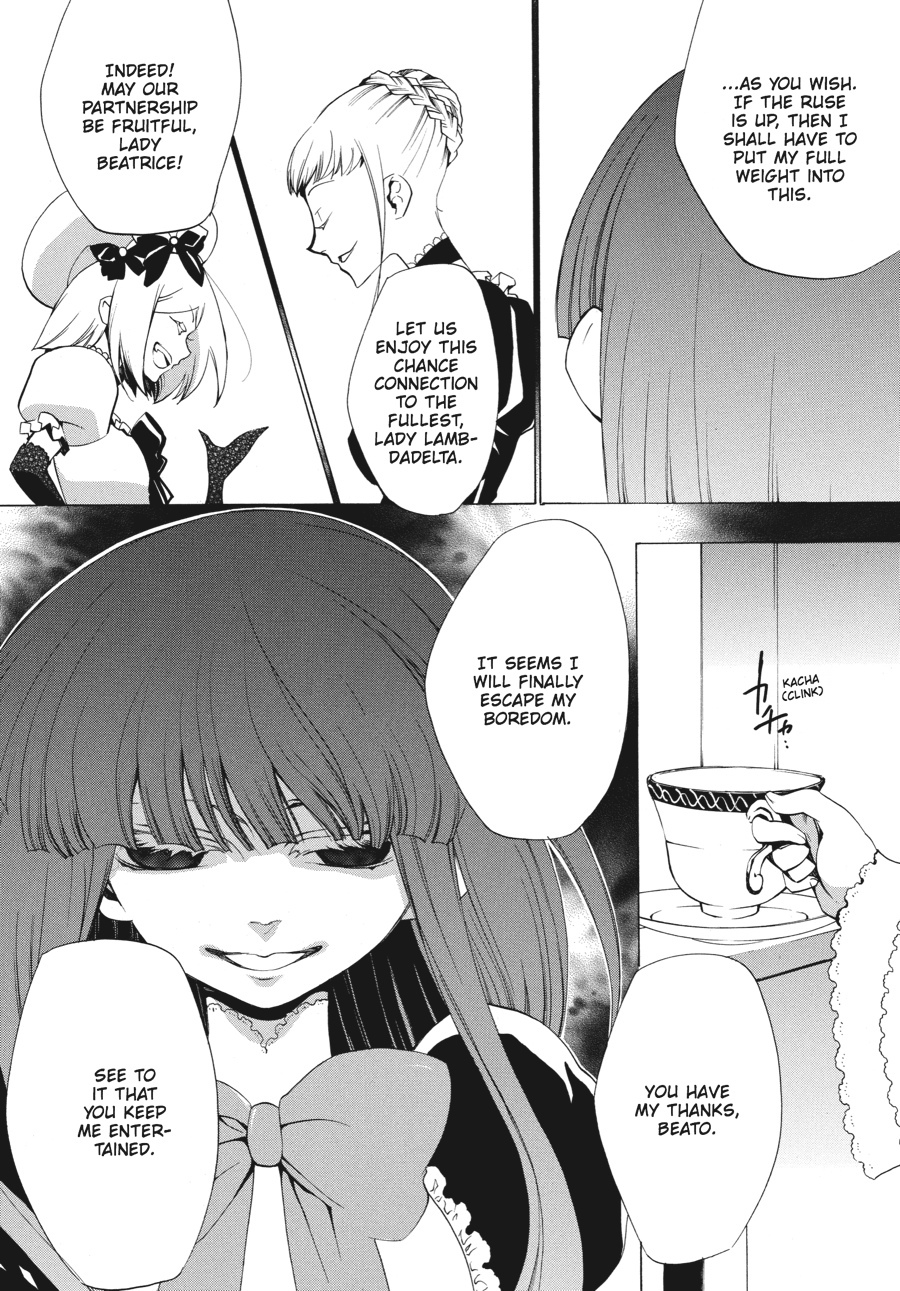 ...AS YOU WISH.
IF THE RUSE
IS UP, THEN I
SHALL HAVE TO
PUT MY FULL
WEIGHT INTO
THIS.
LET US
ENJOY THIS
CHANCE
CONNECTION
TO THE
FULLEST,
LADY LAMB-
DADELTA.
INDEED!
MAY OUR
PARTNERSHIP
BE FRUITFUL,
LADY
BEATRICE!
カチャ…
KACHA
(CLINK)
YOU HAVE
MY THANKS,
BEATO.
IT SEEMS I
WILL FINALLY
ESCAPE MY
BOREDOM.
SEE TO
IT THAT
YOU KEEP
ME ENTER-
TAINED.